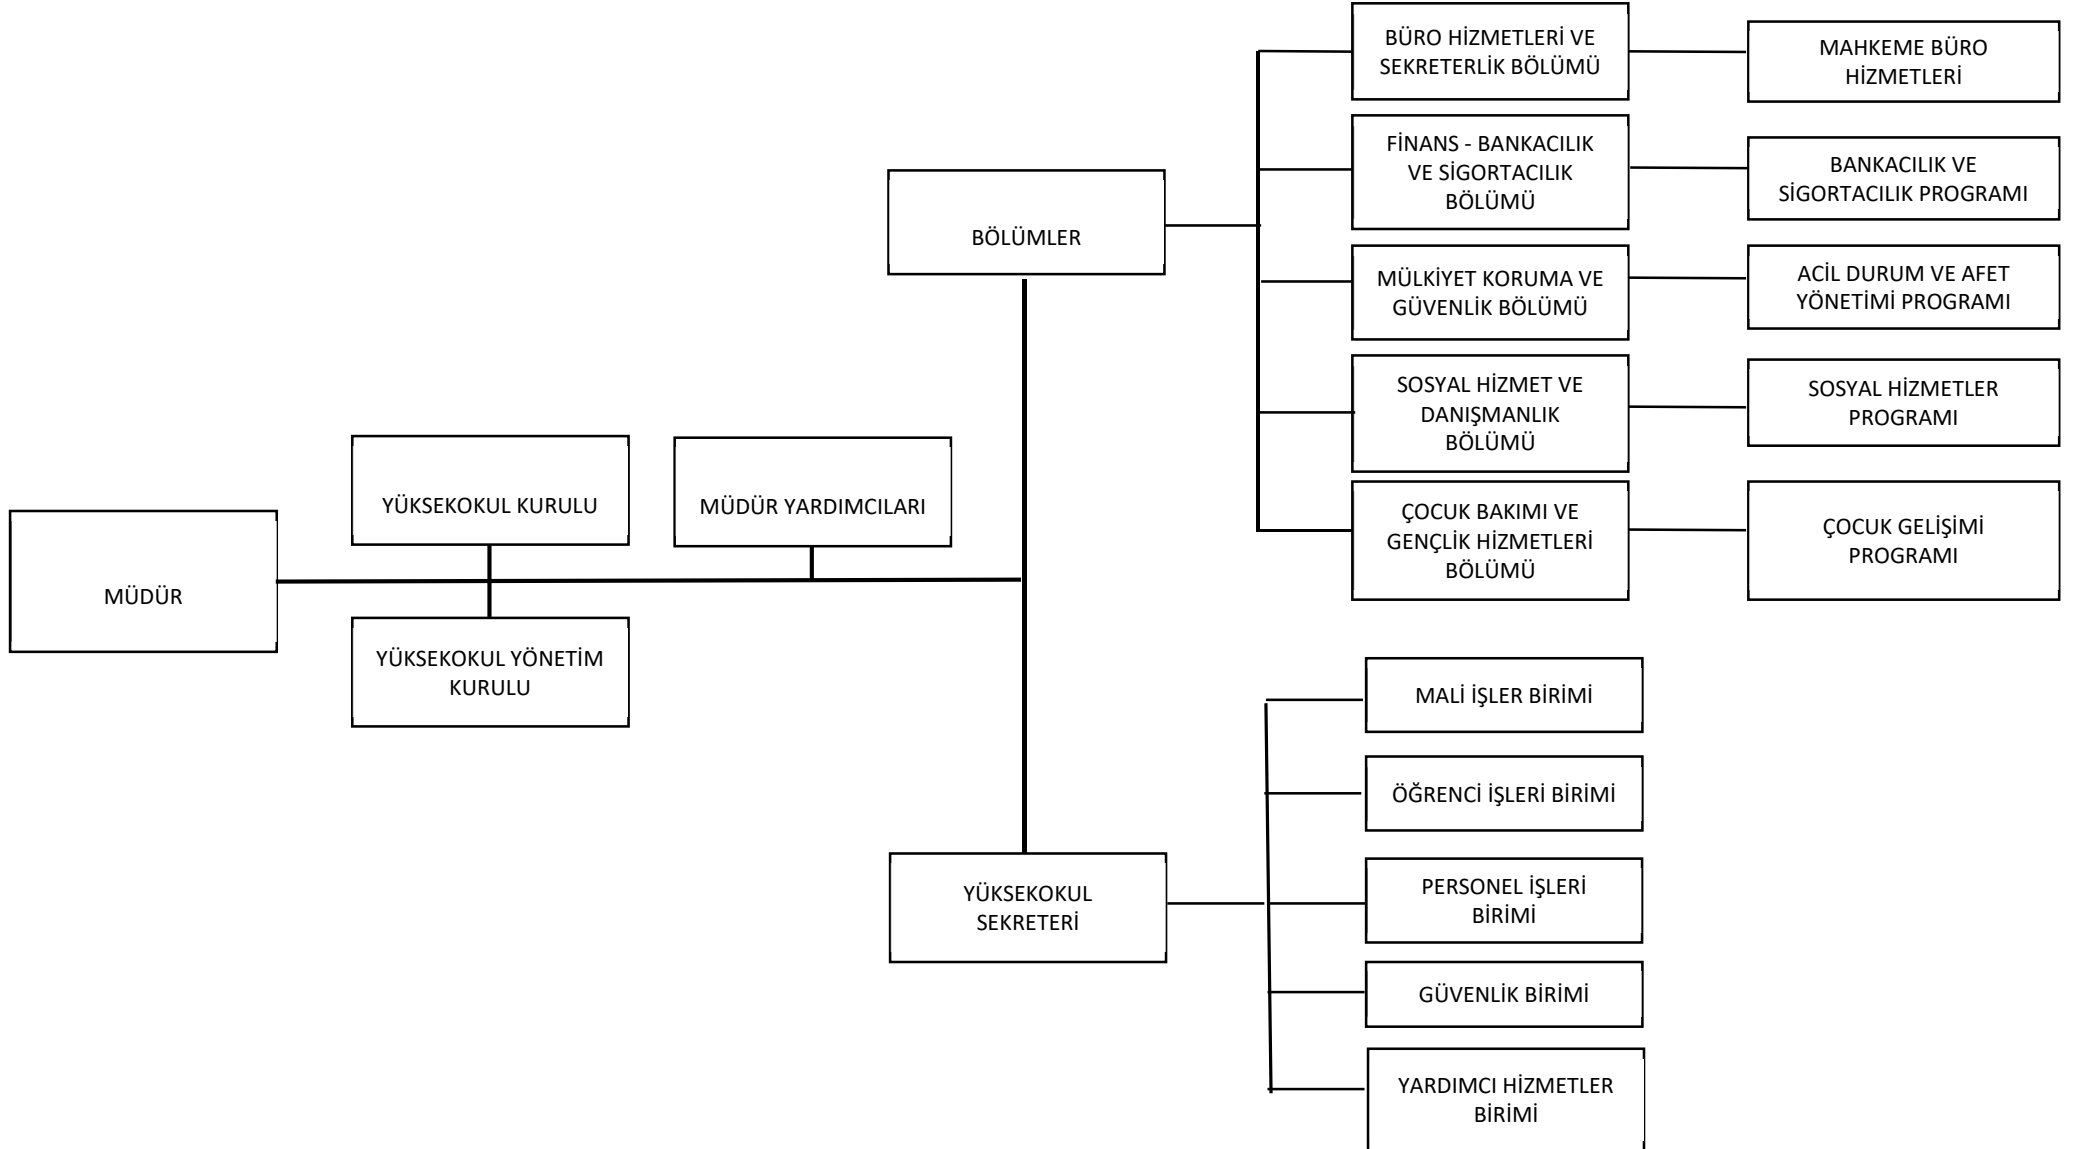 MÜDÜR
YÜKSEKOKUL KURULU
YÜKSEKOKUL YÖNETİM
KURULU
MÜDÜR YARDIMCILARI
BÖLÜMLER
BÜRO HİZMETLERİ VE
SEKRETERLİK BÖLÜMÜ
MAHKEME BÜRO
HİZMETLERİ
FİNANS - BANKACILIK
VE SİGORTACILIK
BÖLÜMÜ
BANKACILIK VE
SİGORTACILIK PROGRAMI
MÜLKİYET KORUMA VE
GÜVENLİK BÖLÜMÜ
ACİL DURUM VE AFET
YÖNETİMİ PROGRAMI
SOSYAL HİZMET VE
DANIŞMANLIK
BÖLÜMÜ
SOSYAL HİZMETLER
PROGRAMI
ÇOCUK BAKIMI VE
GENÇLİK HİZMETLERİ
BÖLÜMÜ
ÇOCUK GELİŞİMİ
PROGRAMI
YÜKSEKOKUL
SEKRETERİ
MALİ İŞLER BİRİMİ
ÖĞRENCİ İŞLERİ BİRİMİ
PERSONEL İŞLERİ
BİRİMİ
GÜVENLİK BİRİMİ
YARDIMCI HİZMETLER
BİRİMİ